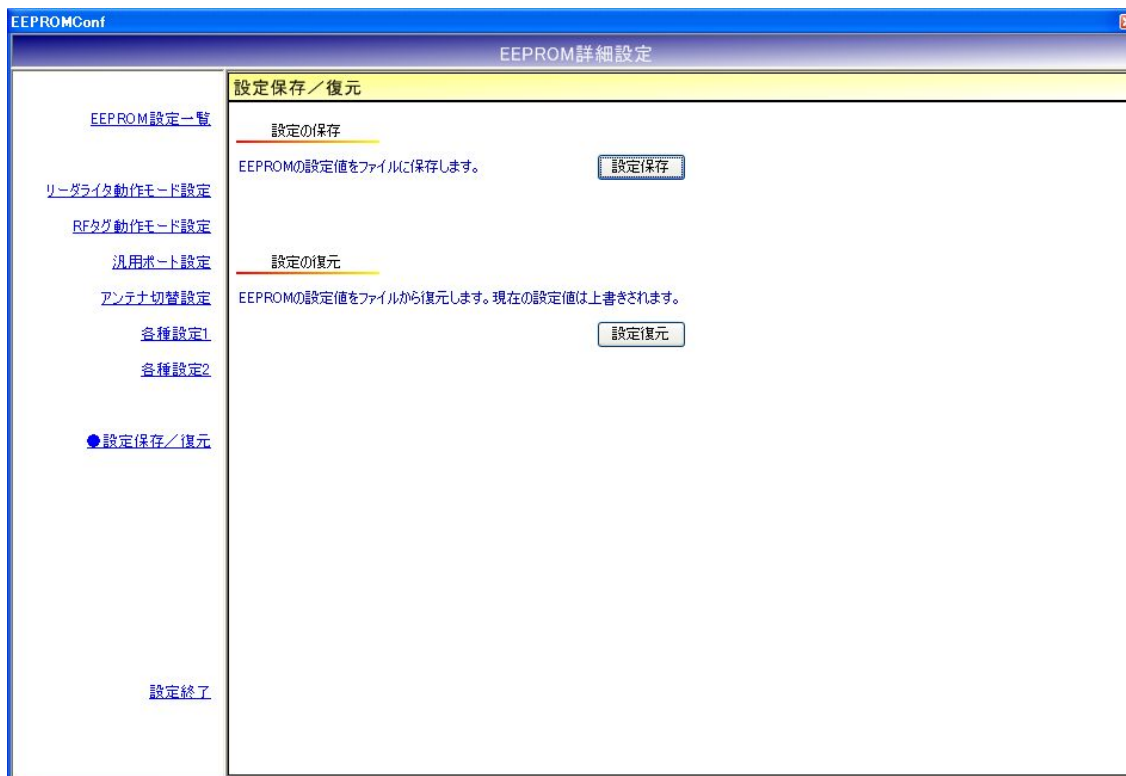 EEPROMConf
EEPROM詳細設定
EEPROM設定一覧
リーダライタ動作モード設定
RFタグ動作モード設定
汎用ポート設定
アンテナ切替設定
各種設定1
各種設定2
●設定保存／復元
設定終了
設定保存／復元
設定の保存
EEPROMの設定値をファイルに保存します。
設定保存
設定の復元
EEPROMの設定値をファイルから復元します。現在の設定値は上書きされます。
設定復元